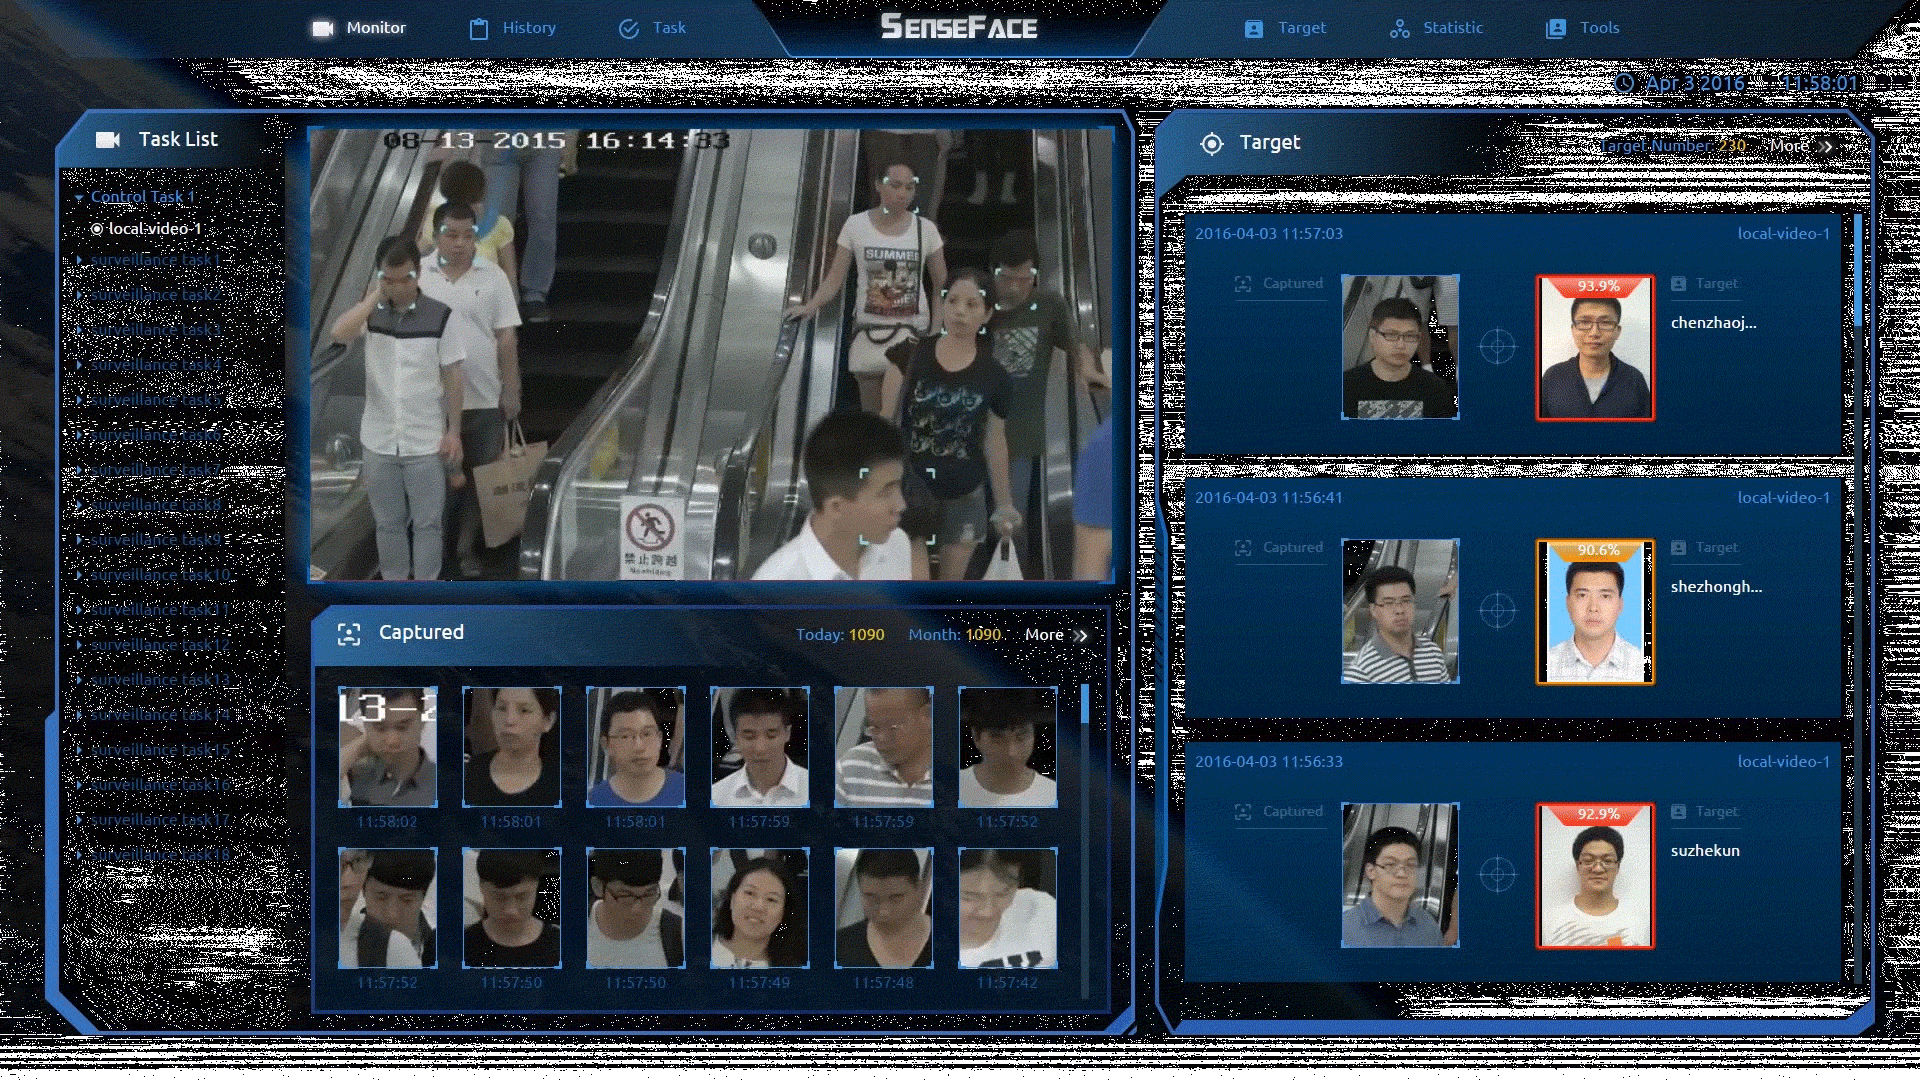 Monitor
History
Task
SENSEFACE
Target
Statistic
Tools
Apr 3 2016 11:58:01
Task List
Control Task 1
local-video-1
surveillance task1
surveillance task2
surveillance task3
surveillance task4
surveillance task5
surveillance task6
surveillance task7
surveillance task8
surveillance task9
surveillance task10
surveillance task11
surveillance task12
surveillance task13
surveillance task14
surveillance task15
surveillance task16
surveillance task17
surveillance task18
08-13-2015 16:14:33
SUMMER
禁止跨越
No striding
Captured
Today: 1090 Month: 1090 More
13-2
11:58:02 11:58:01 11:58:01 11:57:59 11:57:59 11:57:52
11:57:52 11:57:50 11:57:50 11:57:49 11:57:48 11:57:42
Target
Target Number: 230 More
2016-04-03 11:57:03 local-video-1
Captured 93.9% Target
chenzhaoj...
2016-04-03 11:56:41 local-video-1
Captured 90.6% Target
shezhongh...
2016-04-03 11:56:33 local-video-1
Captured 92.9% Target
suzhekun